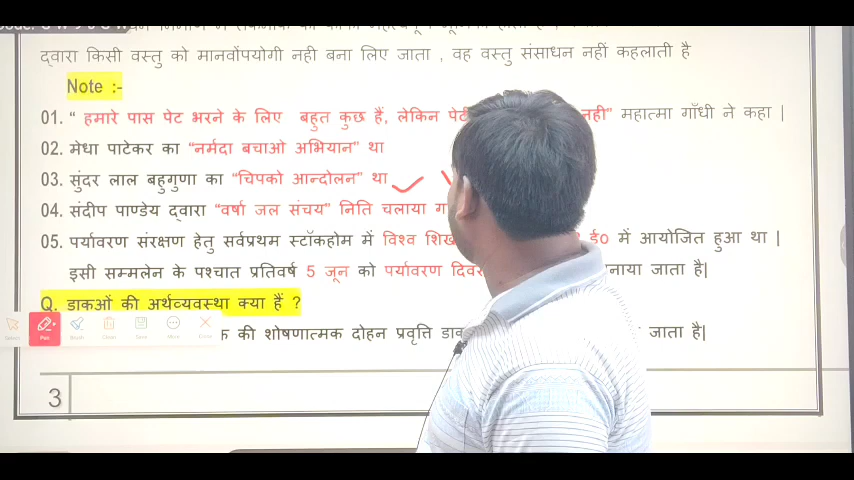 द्वारा किसी वस्तु को मानवोंपयोगी नही बना लिए जाता , वह वस्तु संसाधन नहीं कहलाती है
Note :-
01. “ हमारे पास पेट भरने के लिए बहुत कुछ हैं, लेकिन नही” महात्मा गाँधी ने कहा |
02. मेधा पाटेकर का “नर्मदा बचाओ अभियान” था
03. सुंदर लाल बहुगुणा का “चिपको आन्दोलन” था
04. संदीप पाण्डेय द्वारा “वर्षा जल संचय” निति चलाया
05. पर्यावरण संरक्षण हेतु सर्वप्रथम स्टॉकहोम में विश्व ई० में आयोजित हुआ था |
इसी सम्मलेन के पश्चात प्रतिवर्ष 5 जून को पर्यावरण जाता है|
Q. डाकओं की अर्थव्यवस्था क्या हैं ?
की शोषणात्मक दोहन प्रवृत्ति जाता है|
Pen
3